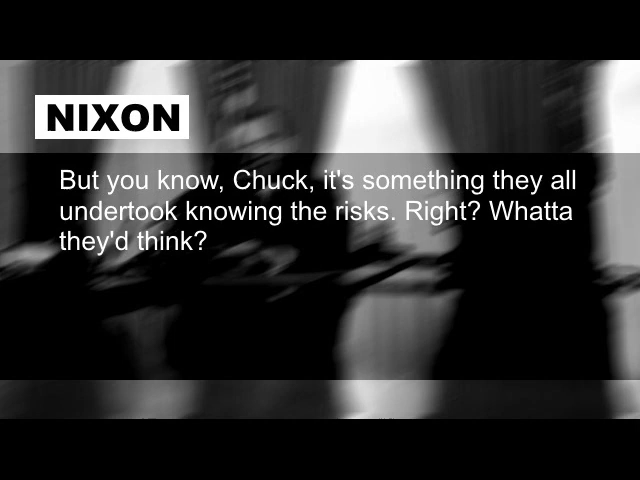 NIXON
But you know, Chuck, it's something they all
undertook knowing the risks. Right? Whatta
they'd think?